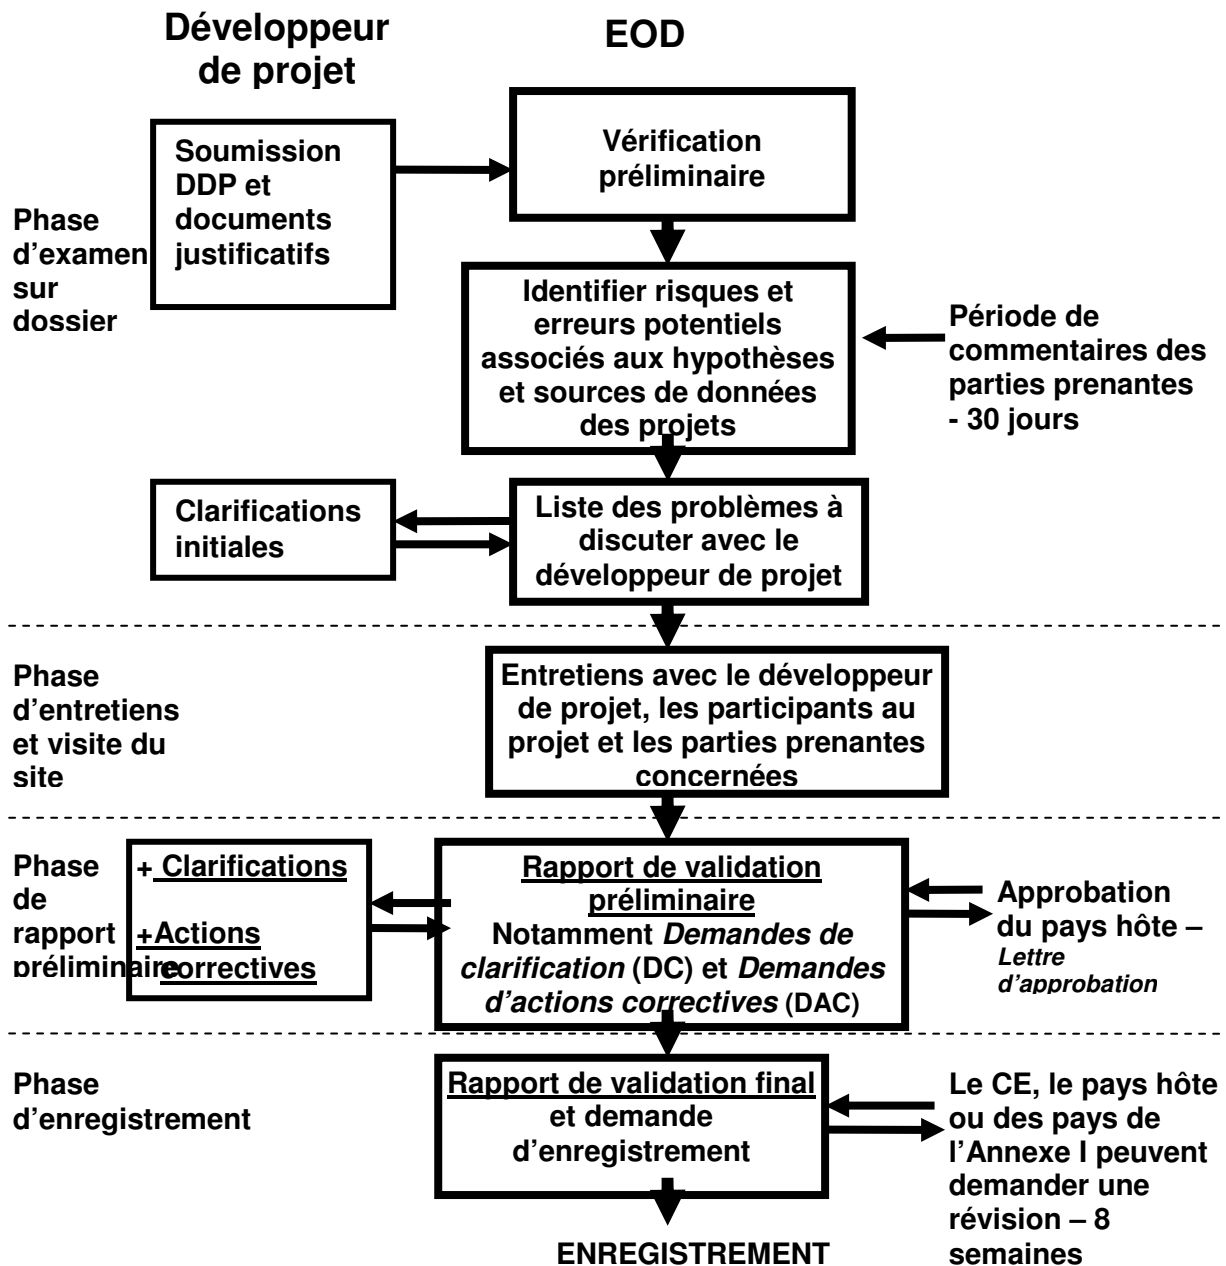 Développeur
de projet
EOD
Soumission
DDP et
documents
justificatifs
Vérification
préliminaire
Phase
d’examen
sur
dossier
Identifier risques et
erreurs potentiels
associés aux hypothèses
et sources de données
des projets
Période de
commentaires des
parties prenantes
- 30 jours
Clarifications
initiales
Liste des problèmes à
discuter avec le
développeur de projet
Phase
d’entretiens
et visite du
site
Entretiens avec le développeur
de projet, les participants au
projet et les parties prenantes
concernées
Phase
de
rapport
préliminaire
+ Clarifications
+Actions
correctives
Rapport de validation
préliminaire
Notamment Demandes de
clarification (DC) et Demandes
d’actions correctives (DAC)
Approbation
du pays hôte –
Lettre
d’approbation
Phase
d’enregistrement
Rapport de validation final
et demande
d’enregistrement
Le CE, le pays hôte
ou des pays de
l’Annexe I peuvent
demander une
révision – 8
semaines
ENREGISTREMENT